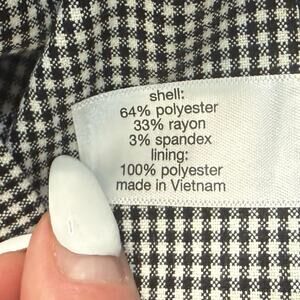 shell:
64% polyester
33% rayon
3% spandex
lining:
100% polyester
made in Vietnam